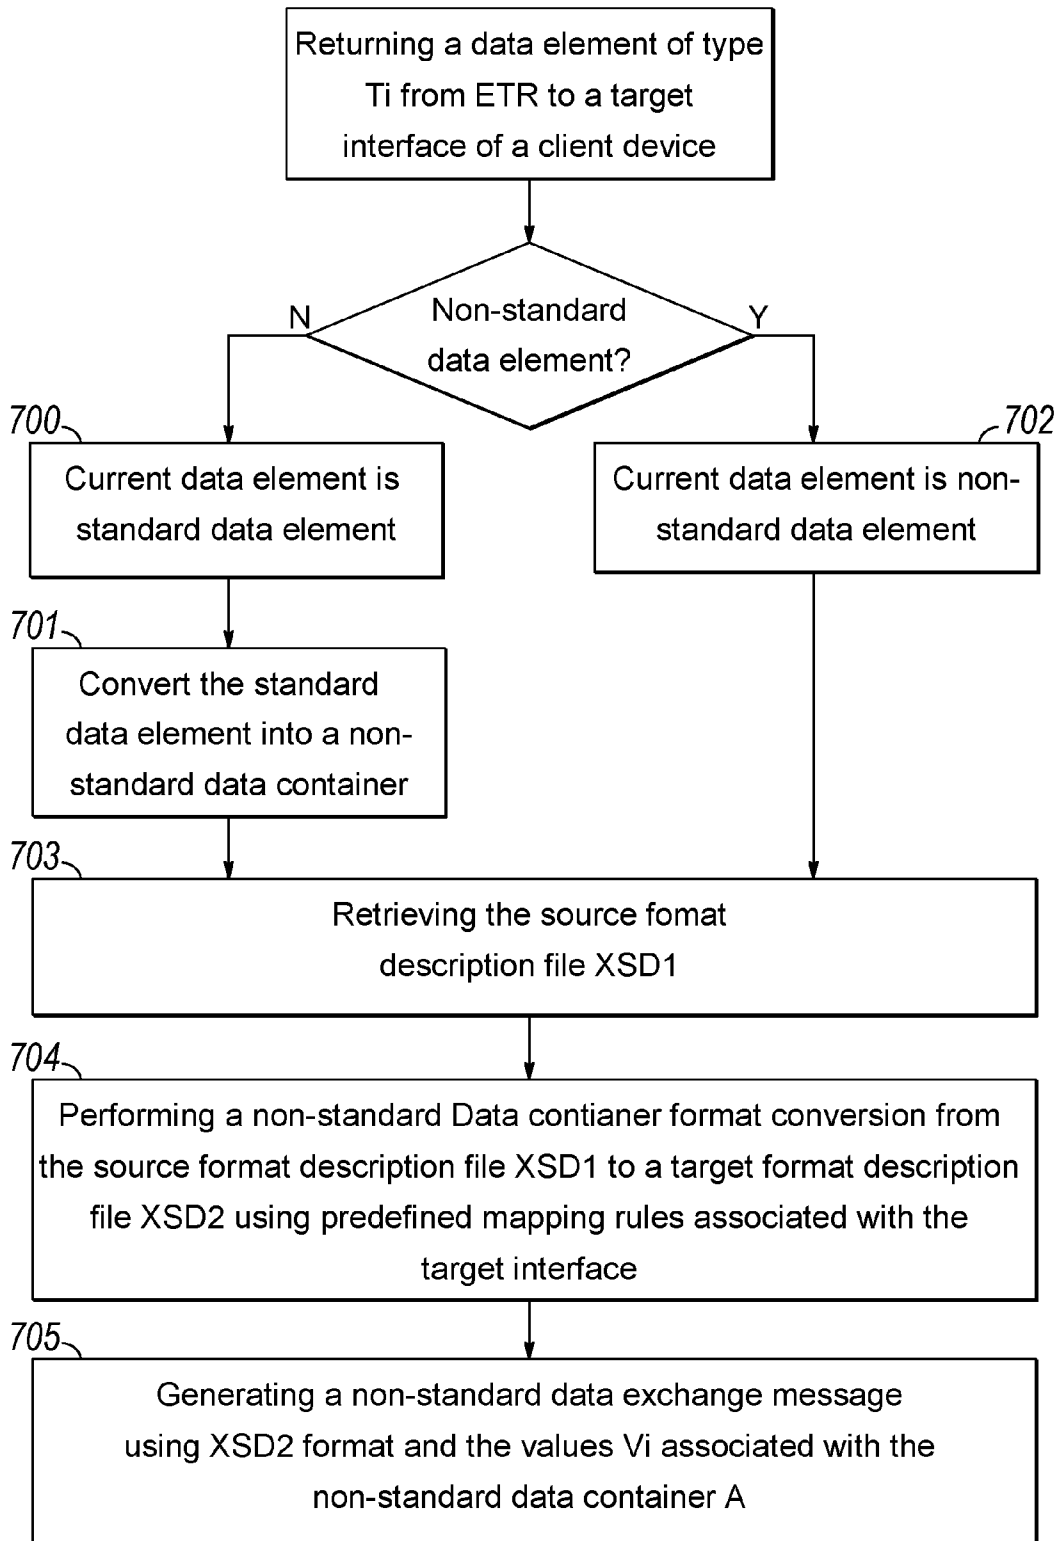 Returning a data element of type
Ti from ETR to a target
interface of a client device
Non-standard
data element?
N
Y
700
Current data element is
standard data element
702
Current data element is non-
standard data element
701
Convert the standard
data element into a non-
standard data container
703
Retrieving the source fomat
description file XSD1
704
Performing a non-standard Data contianer format conversion from
the source format description file XSD1 to a target format description
file XSD2 using predefined mapping rules associated with the
target interface
705
Generating a non-standard data exchange message
using XSD2 format and the values Vi associated with the
non-standard data container A